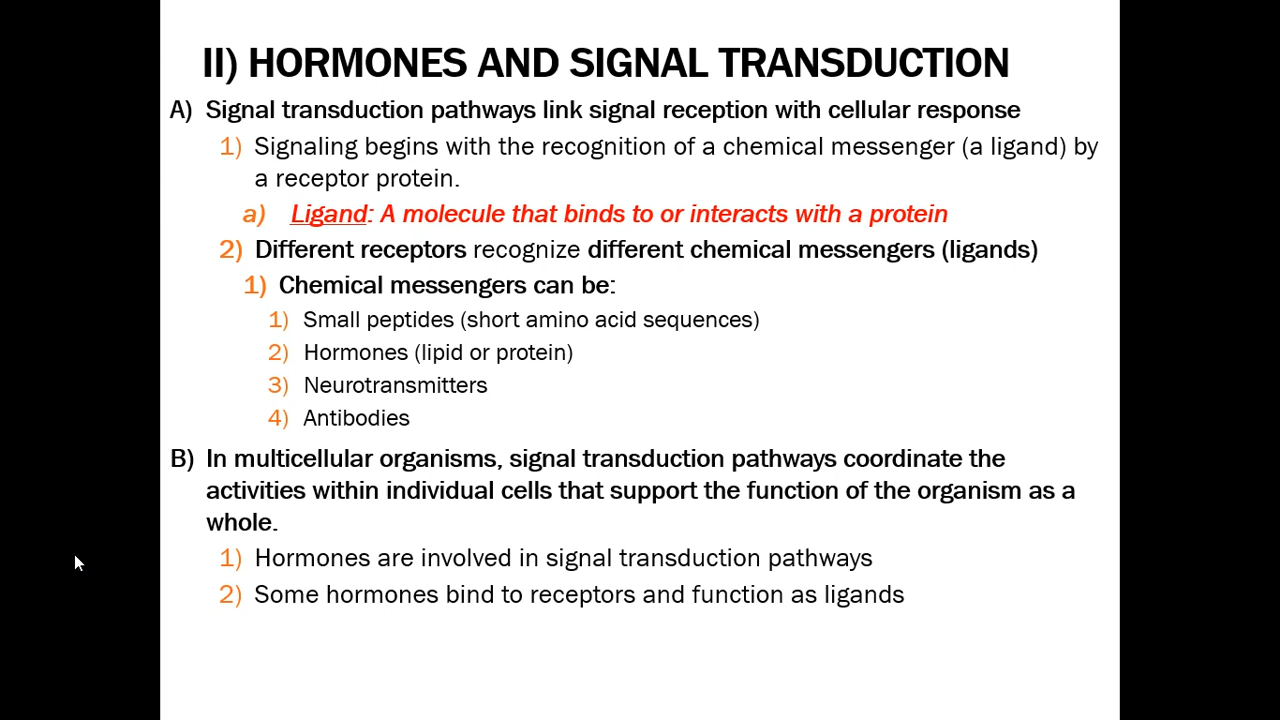 II) HORMONES AND SIGNAL TRANSDUCTION
A) Signal transduction pathways link signal reception with cellular response
1) Signaling begins with the recognition of a chemical messenger (a ligand) by
a receptor protein.
a) Ligand: A molecule that binds to or interacts with a protein
2) Different receptors recognize different chemical messengers (ligands)
1) Chemical messengers can be:
1) Small peptides (short amino acid sequences)
2) Hormones (lipid or protein)
3) Neurotransmitters
4) Antibodies
B) In multicellular organisms, signal transduction pathways coordinate the
activities within individual cells that support the function of the organism as a
whole.
1) Hormones are involved in signal transduction pathways
2) Some hormones bind to receptors and function as ligands